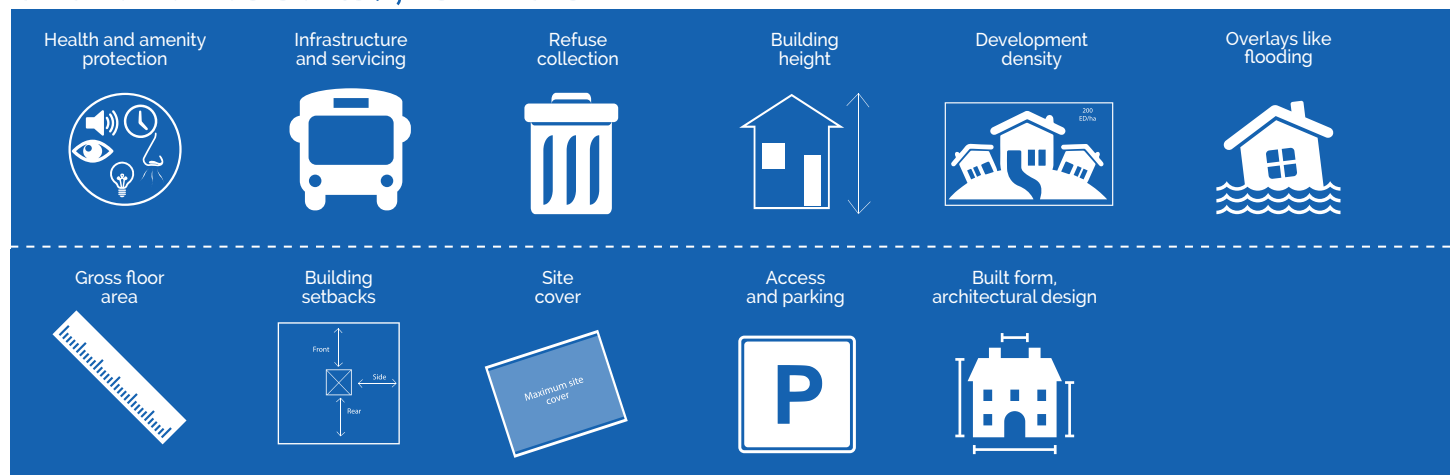 Health and amenity
protection
Infrastructure
and servicing
Refuse
collection
Building
height
Development
density
200
ED/ha
Overlays like
flooding
Gross floor
area
Building
setbacks
Front
Side
Rear
Site
cover
Maximum site
cover
Access
and parking
P
Built form,
architectural design